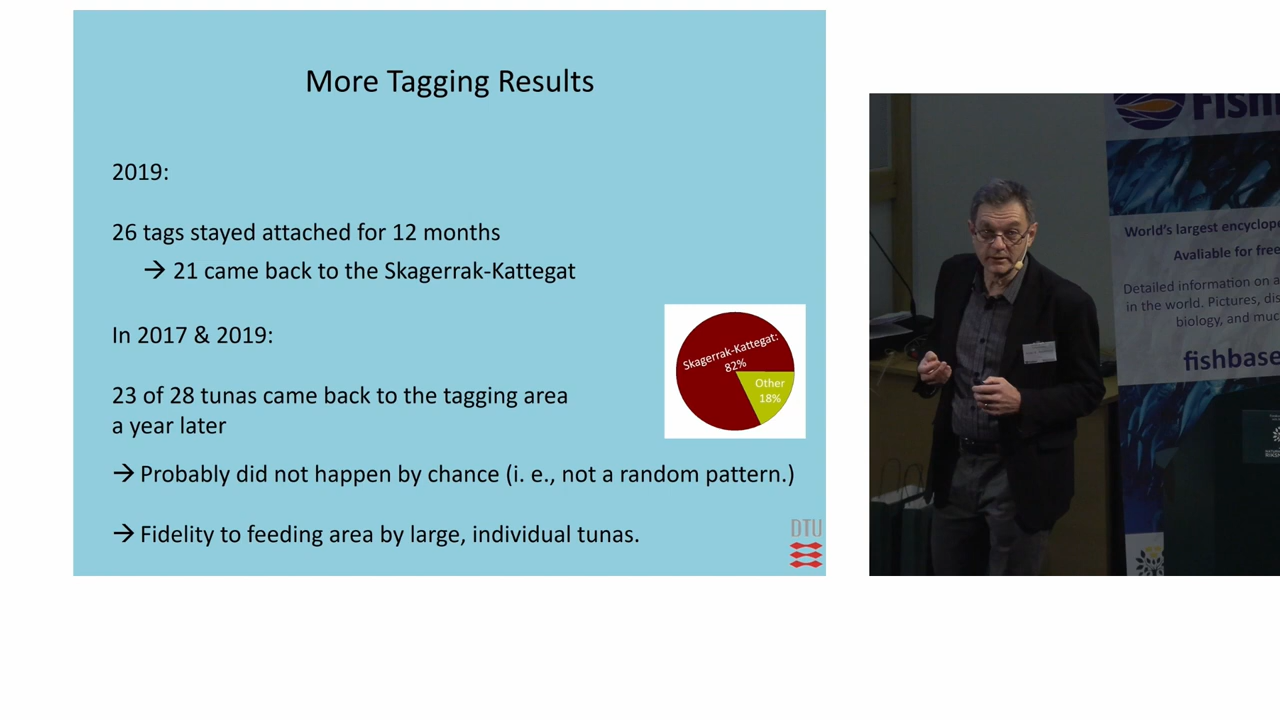 More Tagging Results
2019:
26 tags stayed attached for 12 months
→ 21 came back to the Skagerrak-Kattegat
In 2017 & 2019:
23 of 28 tunas came back to the tagging area
a year later
→ Probably did not happen by chance (i. e., not a random pattern.)
→ Fidelity to feeding area by large, individual tunas.
Skagerrak-Kattegat:
82%
Other
18%
DTU
World's largest encyclop
Avaliable for free
Detailed information on a
in the world. Pictures, dis
biology, and muc
fishbase